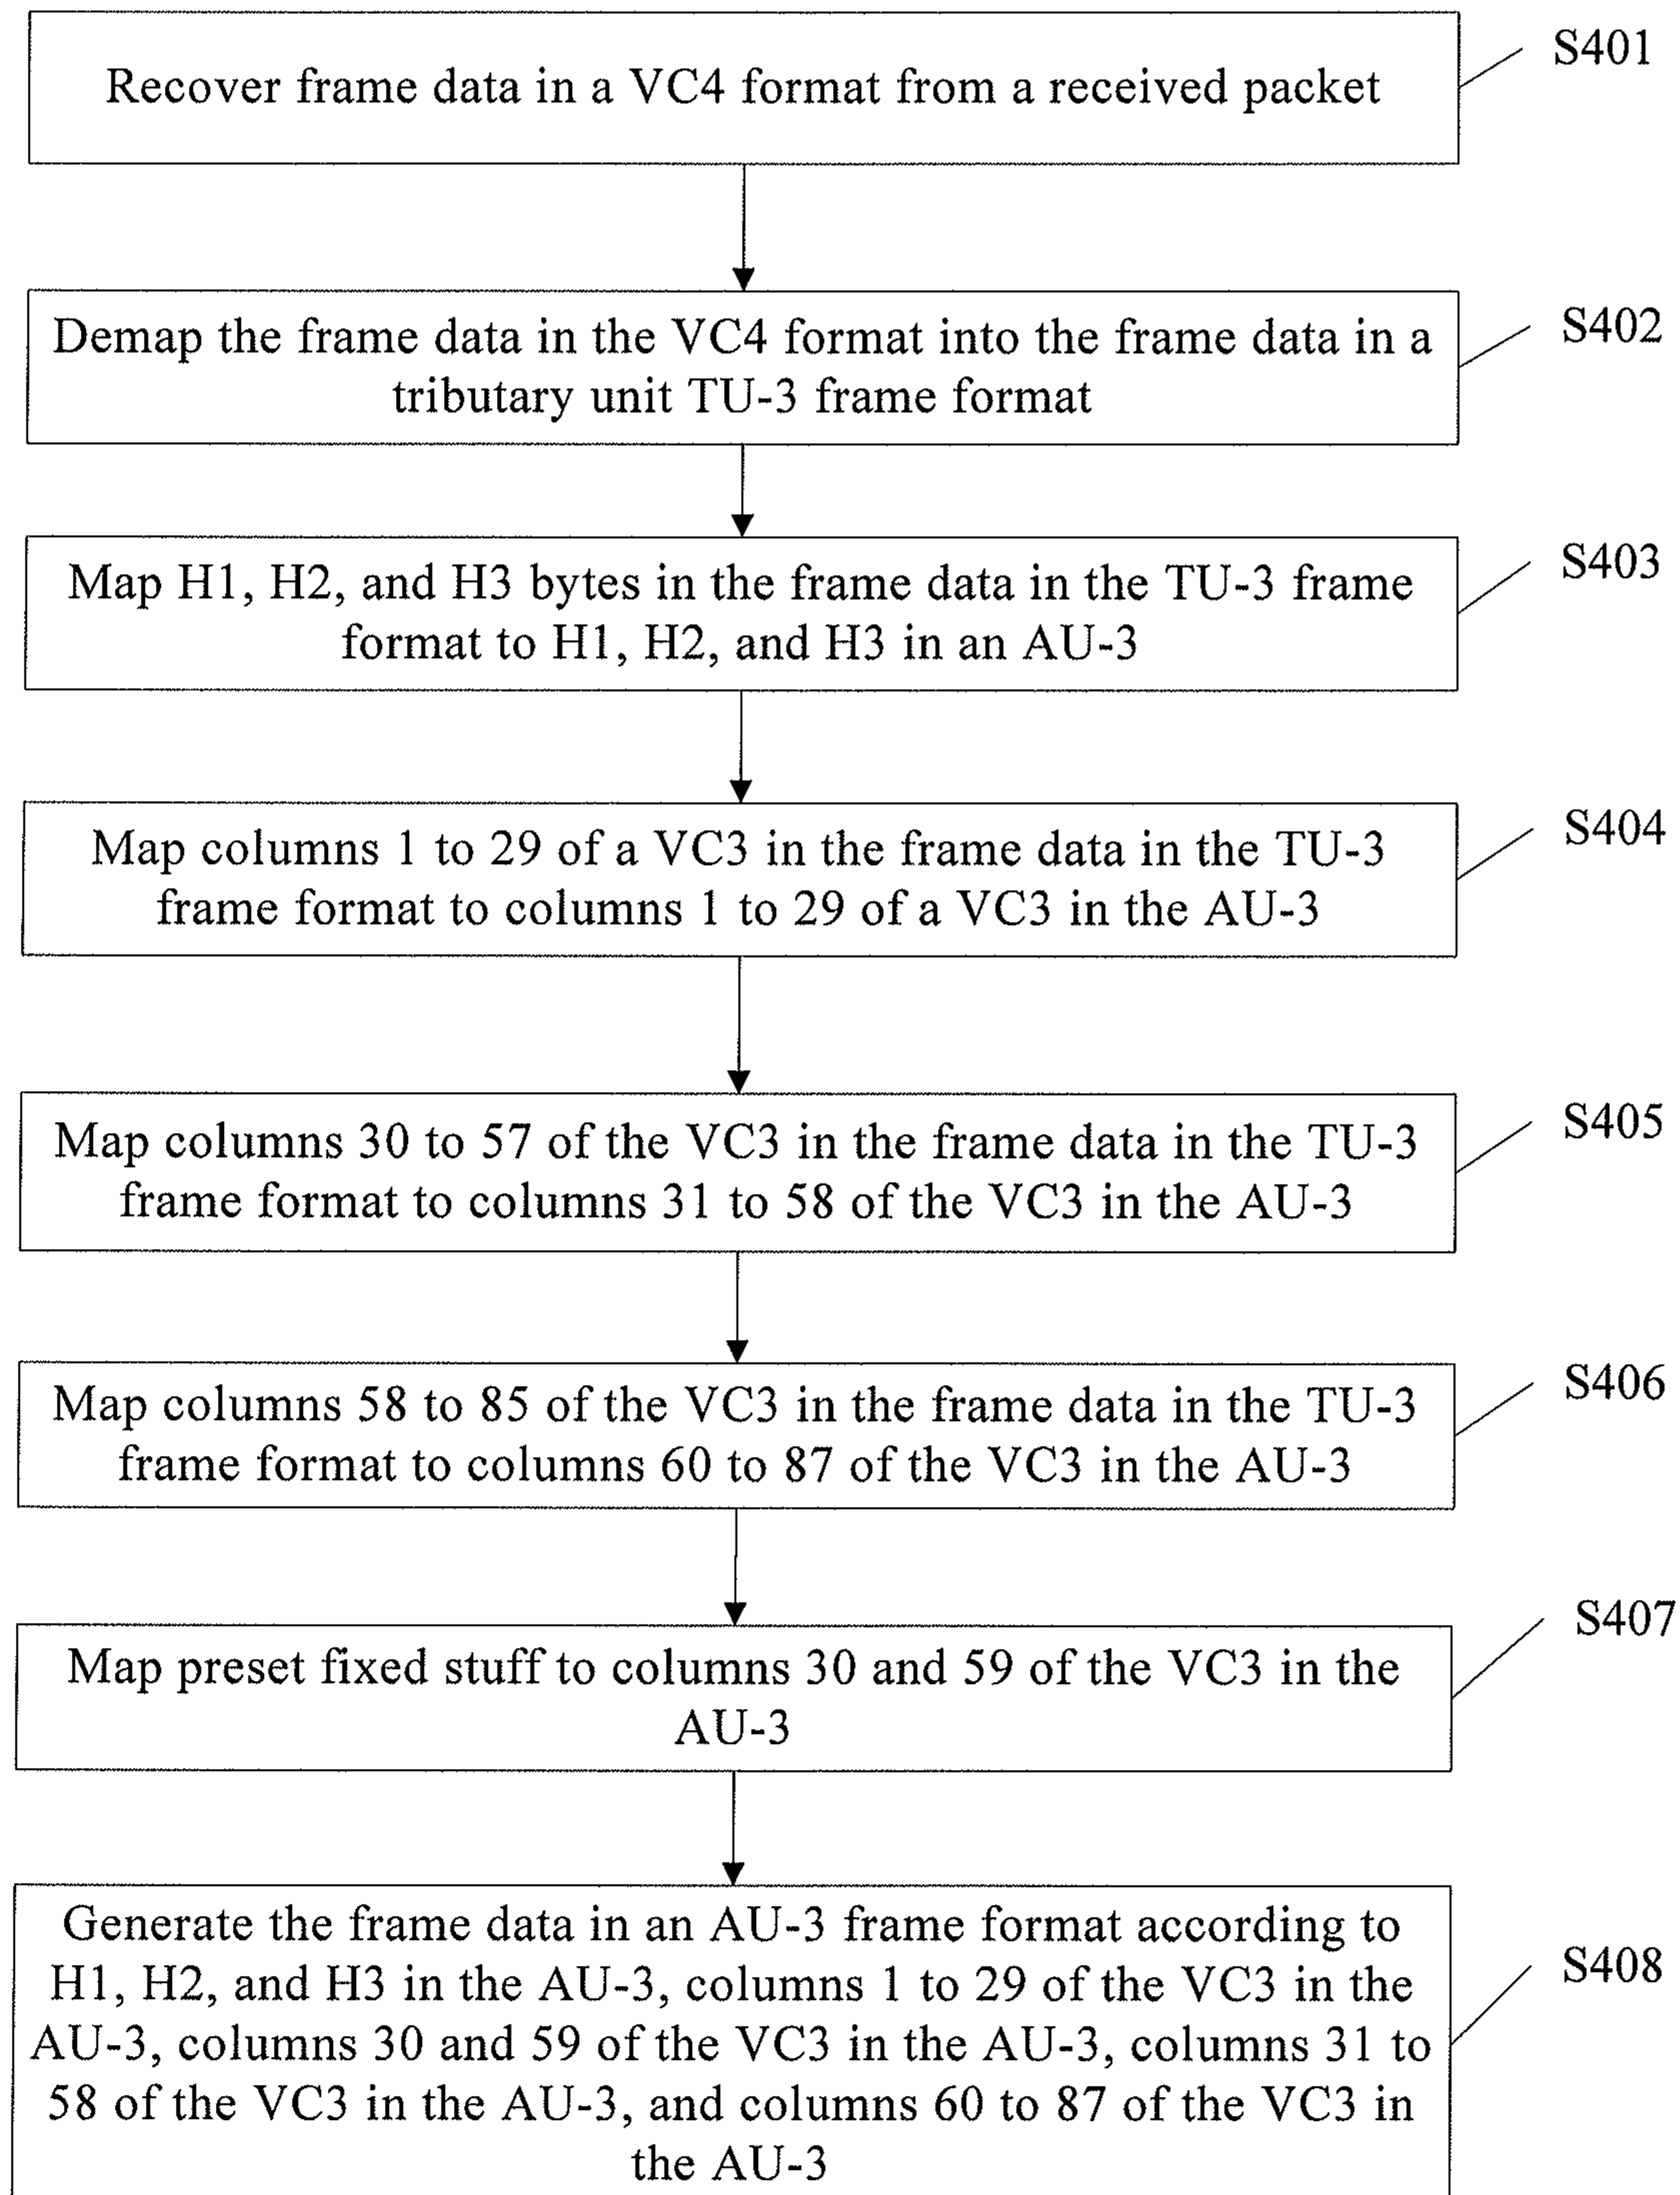 Recover frame data in a VC4 format from a received packet
S401
Demap the frame data in the VC4 format into the frame data in a
tributary unit TU-3 frame format
S402
Map H1, H2, and H3 bytes in the frame data in the TU-3 frame
format to H1, H2, and H3 in an AU-3
S403
Map columns 1 to 29 of a VC3 in the frame data in the TU-3
frame format to columns 1 to 29 of a VC3 in the AU-3
S404
Map columns 30 to 57 of the VC3 in the frame data in the TU-3
frame format to columns 31 to 58 of the VC3 in the AU-3
S405
Map columns 58 to 85 of the VC3 in the frame data in the TU-3
frame format to columns 60 to 87 of the VC3 in the AU-3
S406
Map preset fixed stuff to columns 30 and 59 of the VC3 in the
AU-3
S407
Generate the frame data in an AU-3 frame format according to
H1, H2, and H3 in the AU-3, columns 1 to 29 of the VC3 in the
AU-3, columns 30 and 59 of the VC3 in the AU-3, columns 31 to
58 of the VC3 in the AU-3, and columns 60 to 87 of the VC3 in
the AU-3
S408